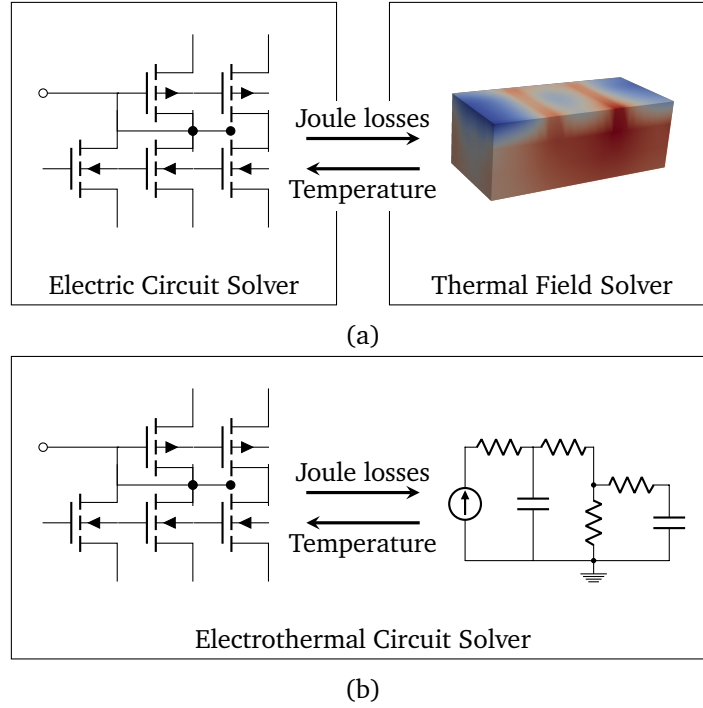 Joule losses
Temperature
Electric Circuit Solver
Thermal Field Solver
(a)
Joule losses
Temperature
Electrothermal Circuit Solver
(b)